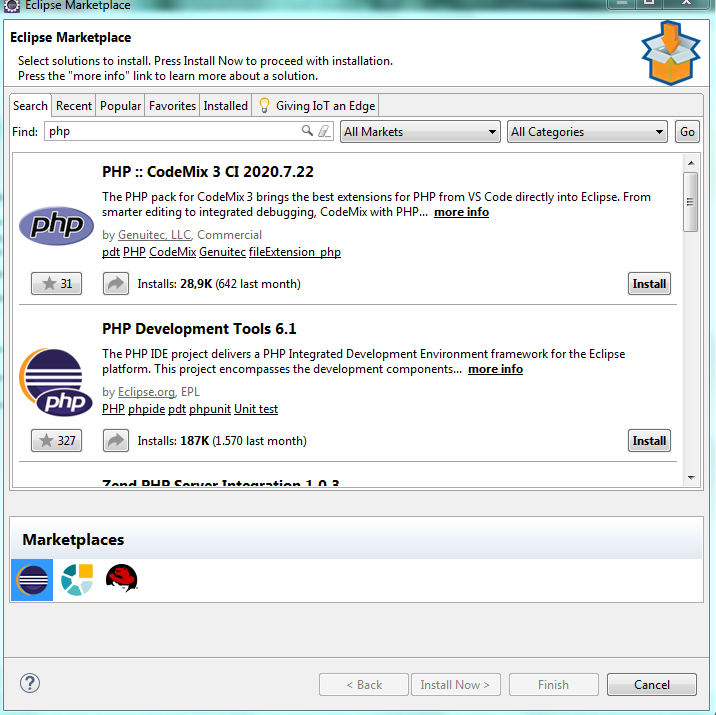 Eclipse Marketplace
Eclipse Marketplace
Select solutions to install. Press Install Now to proceed with installation.
Press the "more info" link to learn more about a solution.
Search Recent Popular Favorites Installed Giving IoT an Edge
Find: php All Markets All Categories Go
PHP :: CodeMix 3 CI 2020.7.22
The PHP pack for CodeMix 3 brings the best extensions for PHP from VS Code directly into Eclipse. From
smarter editing to integrated debugging, CodeMix with PHP... more info
by Genuitec, LLC, Commercial
pdt PHP CodeMix Genuitec fileExtension_php
php
31 Installs: 28,9K (642 last month) Install
PHP Development Tools 6.1
The PHP IDE project delivers a PHP Integrated Development Environment framework for the Eclipse
platform. This project encompasses the development components... more info
by Eclipse.org, EPL
php
PHP phpide pdt phpunit Unit test
327 Installs: 187K (1.570 last month) Install
Zend PHP Server Integration 1.0.3
Marketplaces
? < Back Install Now > Finish Cancel